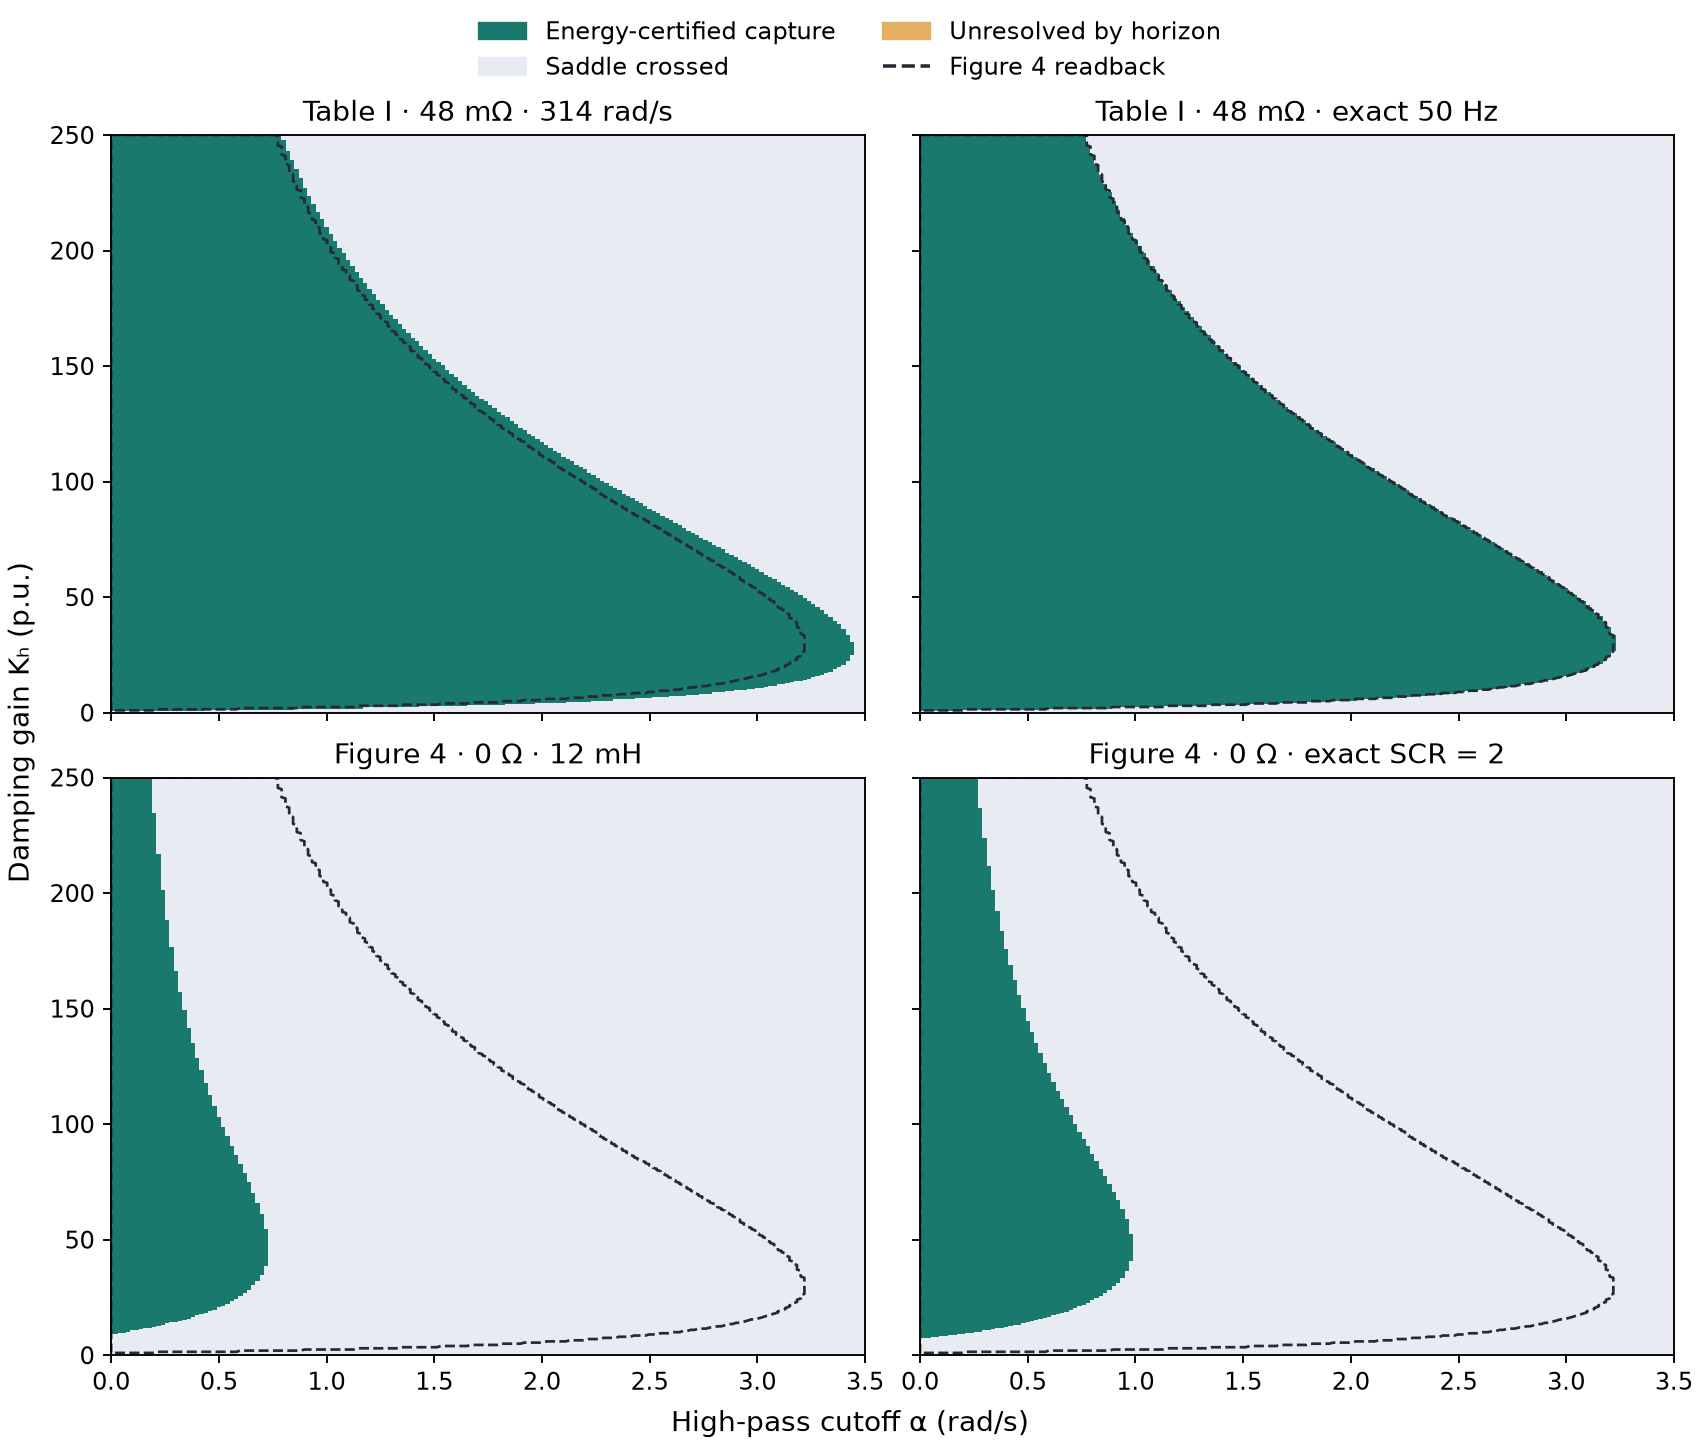 Energy-certified capture
Saddle crossed
Unresolved by horizon
Figure 4 readback
Table I · 48 mΩ · 314 rad/s
Table I · 48 mΩ · exact 50 Hz
250
200
150
100
50
0
Figure 4 · 0 Ω · 12 mH
Figure 4 · 0 Ω · exact SCR = 2
250
200
150
100
50
0
0.0 0.5 1.0 1.5 2.0 2.5 3.0 3.5
0.0 0.5 1.0 1.5 2.0 2.5 3.0 3.5
Damping gain Kₕ (p.u.)
High-pass cutoff α (rad/s)